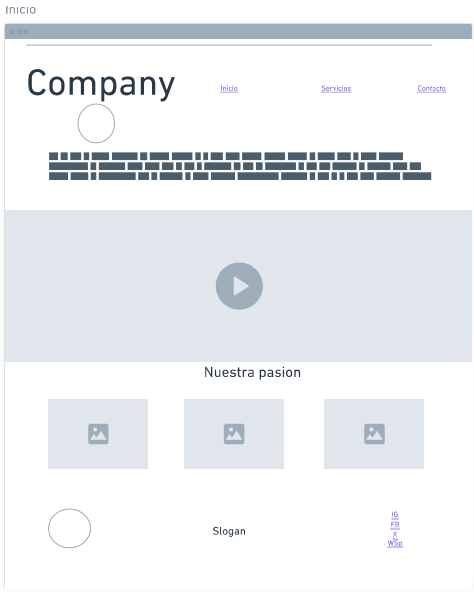 Inicio
Company
Inicio
Servicios
Contacto
Nuestra pasion
Slogan
IG
FB
X
WSp